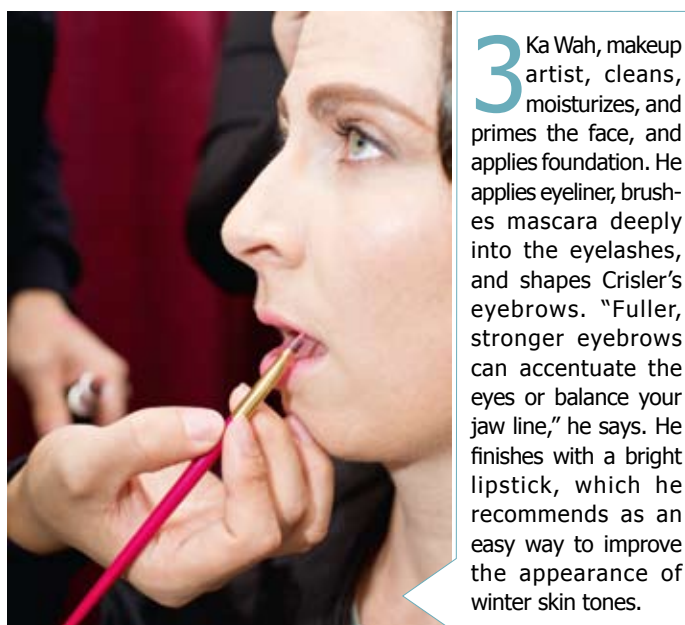 3 Ka Wah, makeup
artist, cleans,
moisturizes, and
primes the face, and
applies foundation. He
applies eyeliner, brush-
es mascara deeply
into the eyelashes,
and shapes Crisler’s
eyebrows. “Fuller,
stronger eyebrows
can accentuate the
eyes or balance your
jaw line,” he says. He
finishes with a bright
lipstick, which he
recommends as an
easy way to improve
the appearance of
winter skin tones.